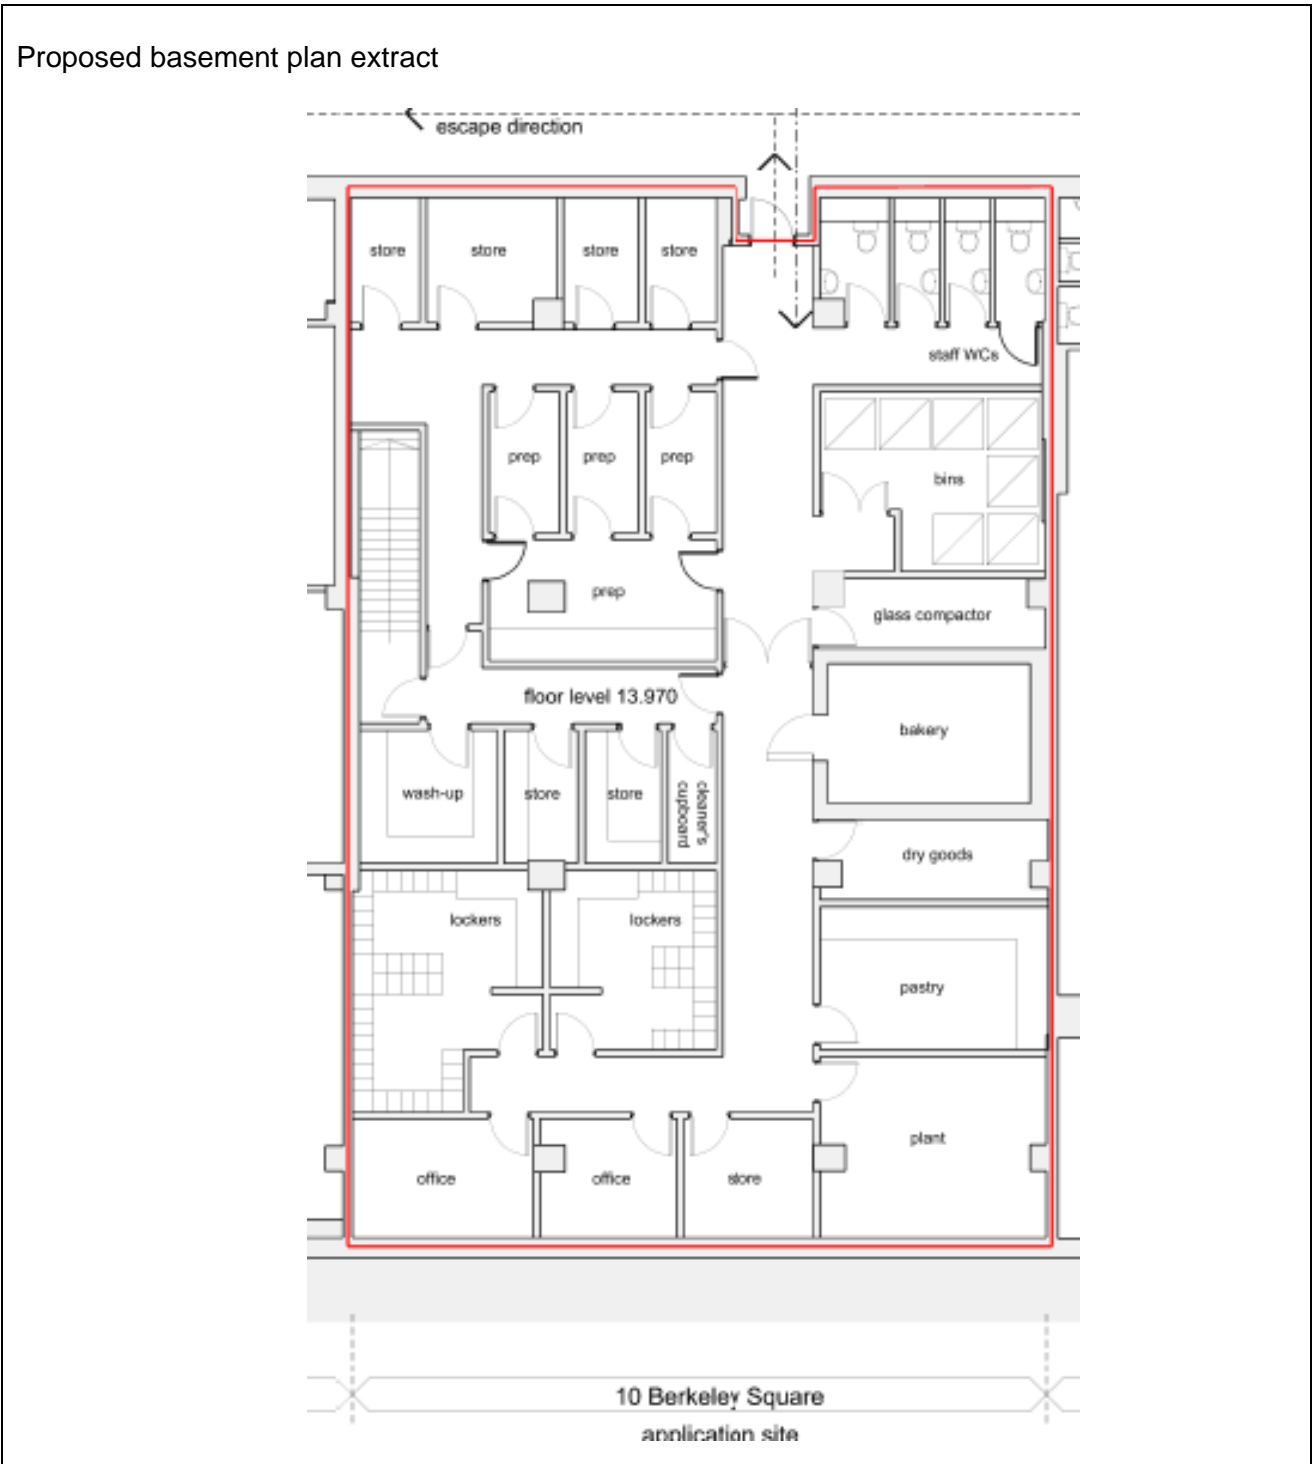 Proposed basement plan extract
escape direction
store
store
store
store
staff WCs
prep
prep
prep
bins
prep
glass compactor
floor level 13.970
bakery
wash-up
store
store
cleaner's
cupboard
dry goods
lockers
lockers
pastry
plant
office
office
store
10 Berkeley Square
application site